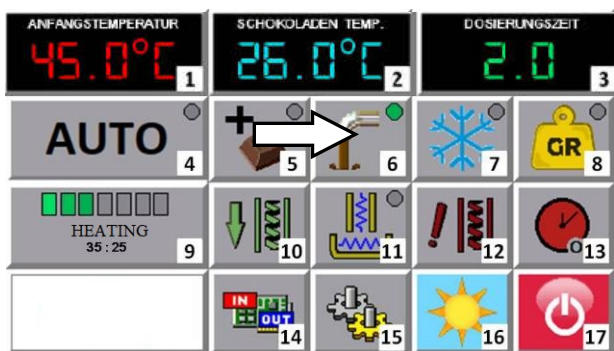 ANFANGSTEMPERATUR
SCHOKOLADEN TEMP.
DOSIERUNGSZEIT
45.0°C 1
26.0°C 2
2.0 3
AUTO 4
+ 5
6
7
GR 8
HEATING
35:25 9
10
11
! 12
13
IN OUT 14
15
16
17